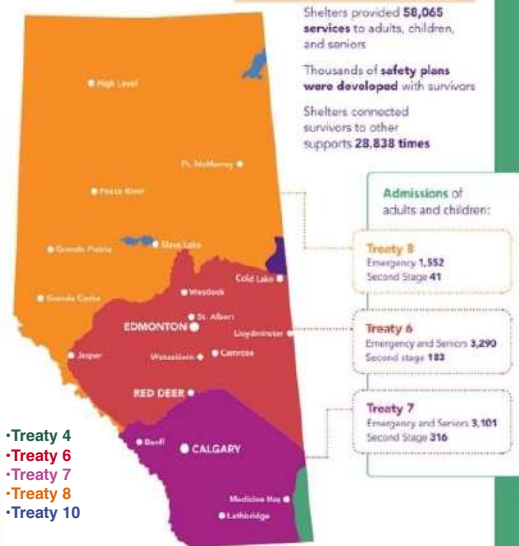 Shelters provided 58,065
services to adults, children,
and seniors
Thousands of safety plans
were developed with survivors
Shelters connected
survivors to other
supports 28,838 times
High Level
Ft. McMurray
Peace River
Grande Prairie
Slave Lake
Cold Lake
Grande Cache
Westlock
St. Albert
EDMONTON
Lloydminster
Jasper
Wetaskiwin
Camrose
RED DEER
Banff
CALGARY
Medicine Hat
Lethbridge
Admissions of
adults and children:
Treaty 8
Emergency 1,552
Second Stage 41
Treaty 6
Emergency and Seniors 3,290
Second stage 183
Treaty 7
Emergency and Seniors 3,101
Second Stage 316
•Treaty 4
•Treaty 6
•Treaty 7
•Treaty 8
•Treaty 10